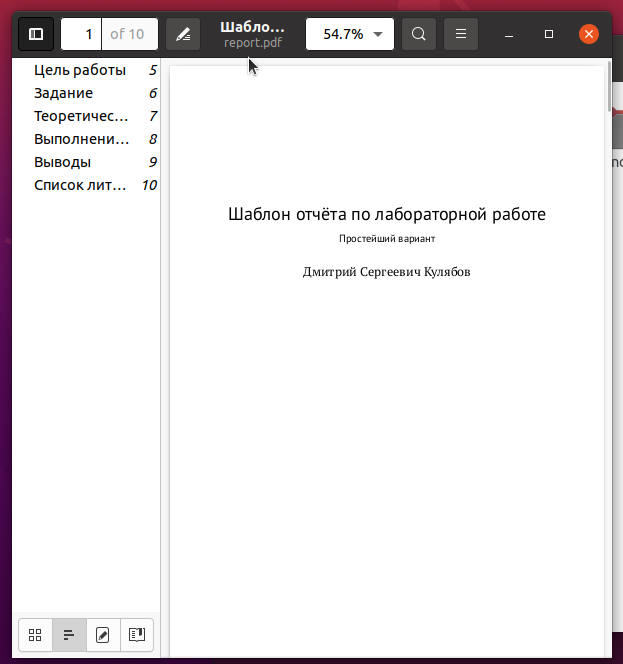 1 of 10
Шабло...
report.pdf
54.7%
Цель работы 5
Задание 6
Теоретичес... 7
Выполнени... 8
Выводы 9
Список лит... 10
Шаблон отчёта по лабораторной работе
Простейший вариант
Дмитрий Сергеевич Кулябов